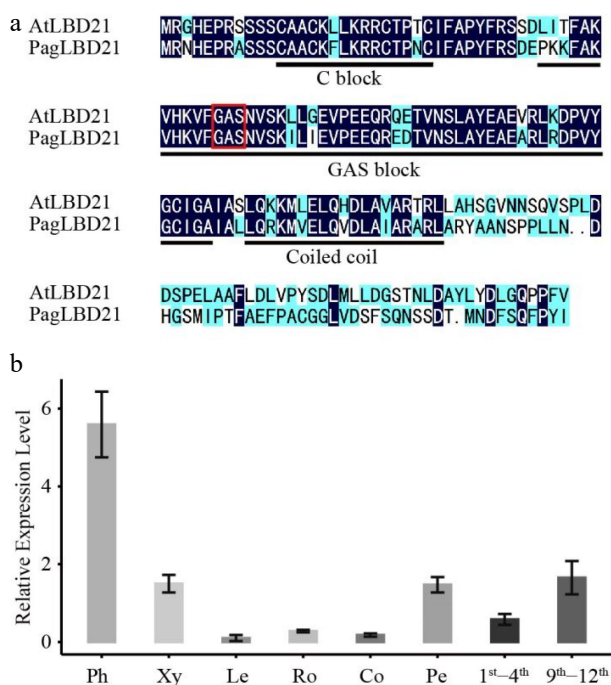 a
AtLBD21 MRGHEPRSSSSCAACKLLKRRCTPTCIFAPYFRSSDLITFAK
PagLBD21 MRNHEPRASSSCAACKFLKRRCTPNCIFAPYFRSDEPKKFAK
C block
AtLBD21 VHKVFGASNVSKLLGEVPEEQRQETVNSLAYEAEVRLKDPVY
PagLBD21 VHKVFGASNVSKILIEVPEEQREDTVNSLAYEAEARLRDPVY
GAS block
AtLBD21 GCIGAIASLQKKMLELQHDLAVARTRLLAHSGVNNSQVSPLD
PagLBD21 GCIGAIALLQRKMVELQVDLAIARARLARYAANSPPLLN..D
Coiled coil
AtLBD21 DSPELAAFLDLVPYSDLMLLDGSTNLDAYLYDLGQPPFV
PagLBD21 HGSMIPTFAEFPACGGLVDSFSQNSSDT.MNDFSQFPYI
b
Relative Expression Level
6
4
2
0
Ph Xy Le Ro Co Pe 1st–4th 9th–12th